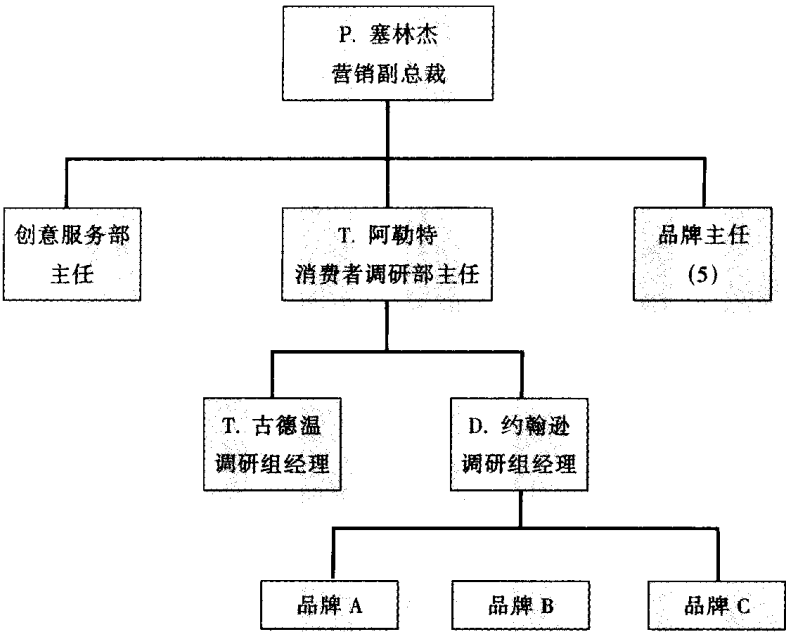 P. 塞林杰
营销副总裁
创意服务部
主任
T. 阿勒特
消费者调研部主任
品牌主任
(5)
T. 古德温
调研组经理
D. 约翰逊
调研组经理
品牌 A
品牌 B
品牌 C